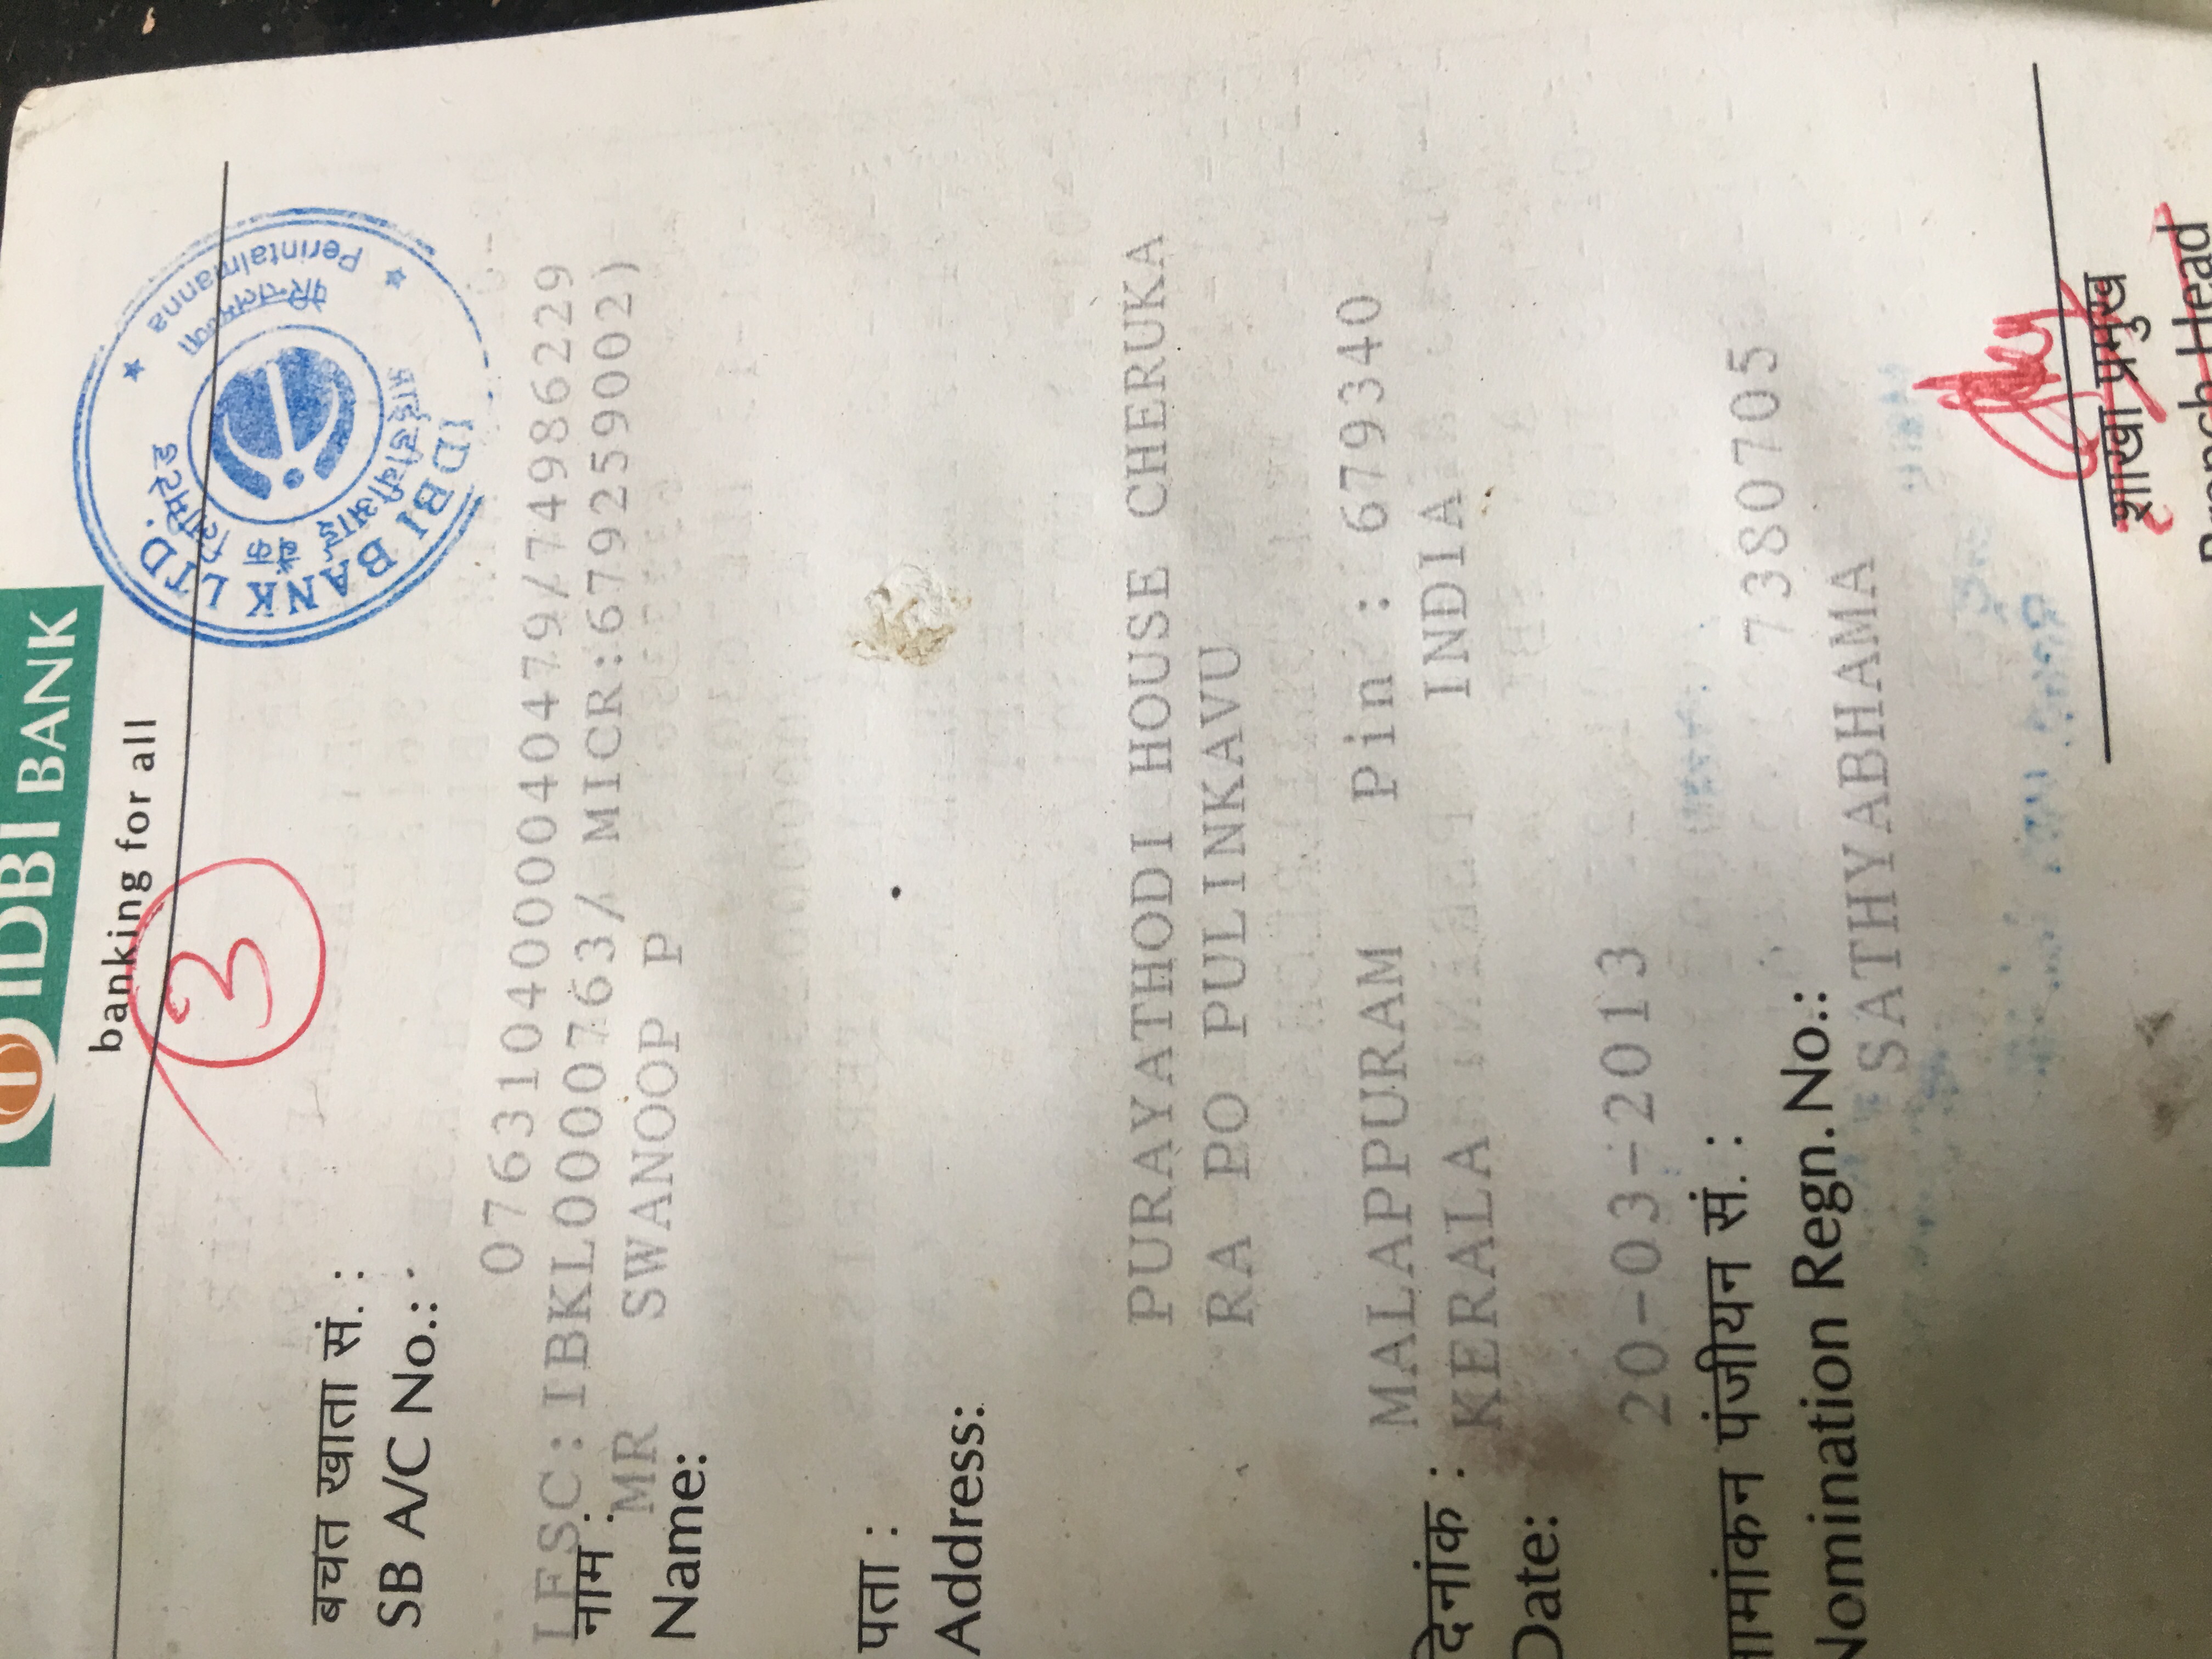 IDBI BANK
banking for all
3
IDBI BANK LTD.
आईडीबीआई बैंक लिमिटेड
पेरिन्तलमण्णा
Perintalmanna
बचत खाता सं. :
SB A/C No.:
0763104000040479/74986229
IFSC:IBKL0000763/ MICR:679259002)
नाम :
MR SWANOOP P
Name:
पता :
Address:
PURAYATHODI HOUSE CHERUKA
RA PO PULINKAVU
MALAPPURAM Pin : 679340
दिनांक :
KERALA INDIA
Date:
20-03-2013
नामांकन पंजीयन सं. :
7380705
Nomination Regn. No.:
SATHYABHAMA
शाखा प्रमुख
Branch Head